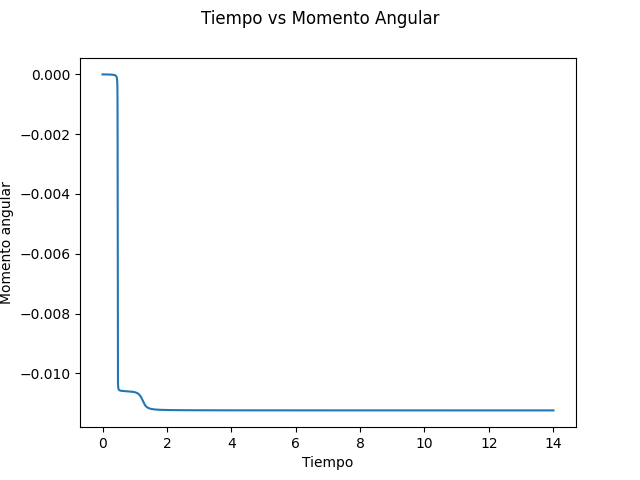 Tiempo vs Momento Angular
0.000
−0.002
−0.004
−0.006
−0.008
−0.010
Momento angular
0 2 4 6 8 10 12 14
Tiempo